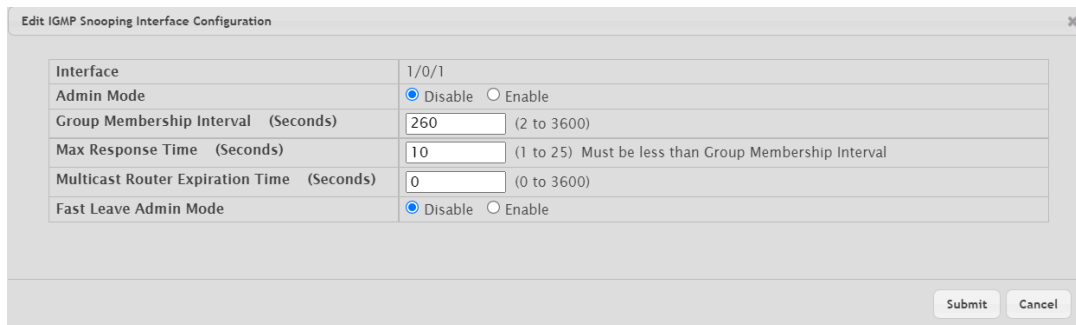 Edit IGMP Snooping Interface Configuration
Interface 1/0/1
Admin Mode Disable Enable
Group Membership Interval (Seconds) 260 (2 to 3600)
Max Response Time (Seconds) 10 (1 to 25) Must be less than Group Membership Interval
Multicast Router Expiration Time (Seconds) 0 (0 to 3600)
Fast Leave Admin Mode Disable Enable
Submit Cancel